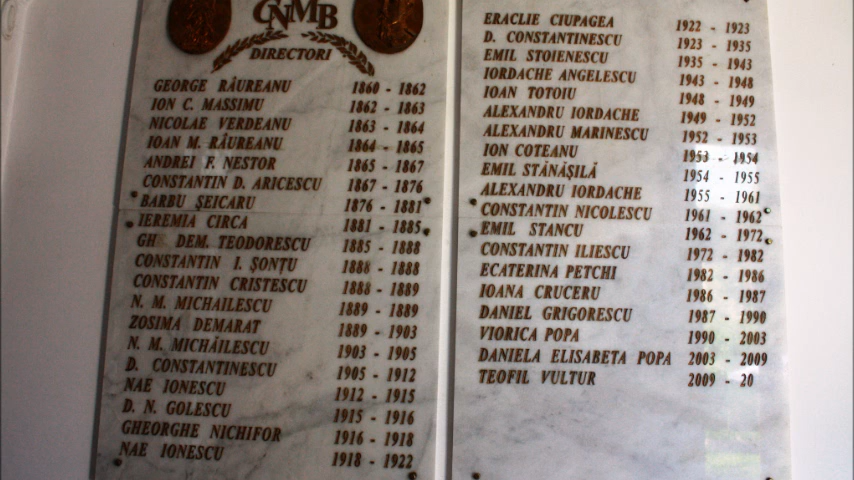 CNMB
DIRECTORI
GEORGE RÂUREANU 1860 - 1862
ION C. MASSIMU 1862 - 1863
NICOLAE VERDEANU 1863 - 1864
IOAN M. RÂUREANU 1864 - 1865
ANDREI F. NESTOR 1865 - 1867
CONSTANTIN D. ARICESCU 1867 - 1876
BARBU ŞEICARU 1876 - 1881
IEREMIA CIRCA 1881 - 1885
GH. DEM. TEODORESCU 1885 - 1888
CONSTANTIN I. ŞONŢU 1888 - 1888
CONSTANTIN CRISTESCU 1888 - 1889
N. M. MICHAILESCU 1889 - 1889
ZOSIMA DEMARAT 1889 - 1903
N. M. MICHĂILESCU 1903 - 1905
D. CONSTANTINESCU 1905 - 1912
NAE IONESCU 1912 - 1915
D. N. GOLESCU 1915 - 1916
GHEORGHE NICHIFOR 1916 - 1918
NAE IONESCU 1918 - 1922
ERACLIE CIUPAGEA 1922 - 1923
D. CONSTANTINESCU 1923 - 1935
EMIL STOIENESCU 1935 - 1943
IORDACHE ANGELESCU 1943 - 1948
IOAN TOTOIU 1948 - 1949
ALEXANDRU IORDACHE 1949 - 1952
ALEXANDRU MARINESCU 1952 - 1953
ION COTEANU 1953 - 1954
EMIL STĂNĂŞILĂ 1954 - 1955
ALEXANDRU IORDACHE 1955 - 1961
CONSTANTIN NICOLESCU 1961 - 1962
EMIL STANCU 1962 - 1972
CONSTANTIN ILIESCU 1972 - 1982
ECATERINA PETCHI 1982 - 1986
IOANA CRUCERU 1986 - 1987
DANIEL GRIGORESCU 1987 - 1990
VIORICA POPA 1990 - 2003
DANIELA ELISABETA POPA 2003 - 2009
TEOFIL VULTUR 2009 - 20